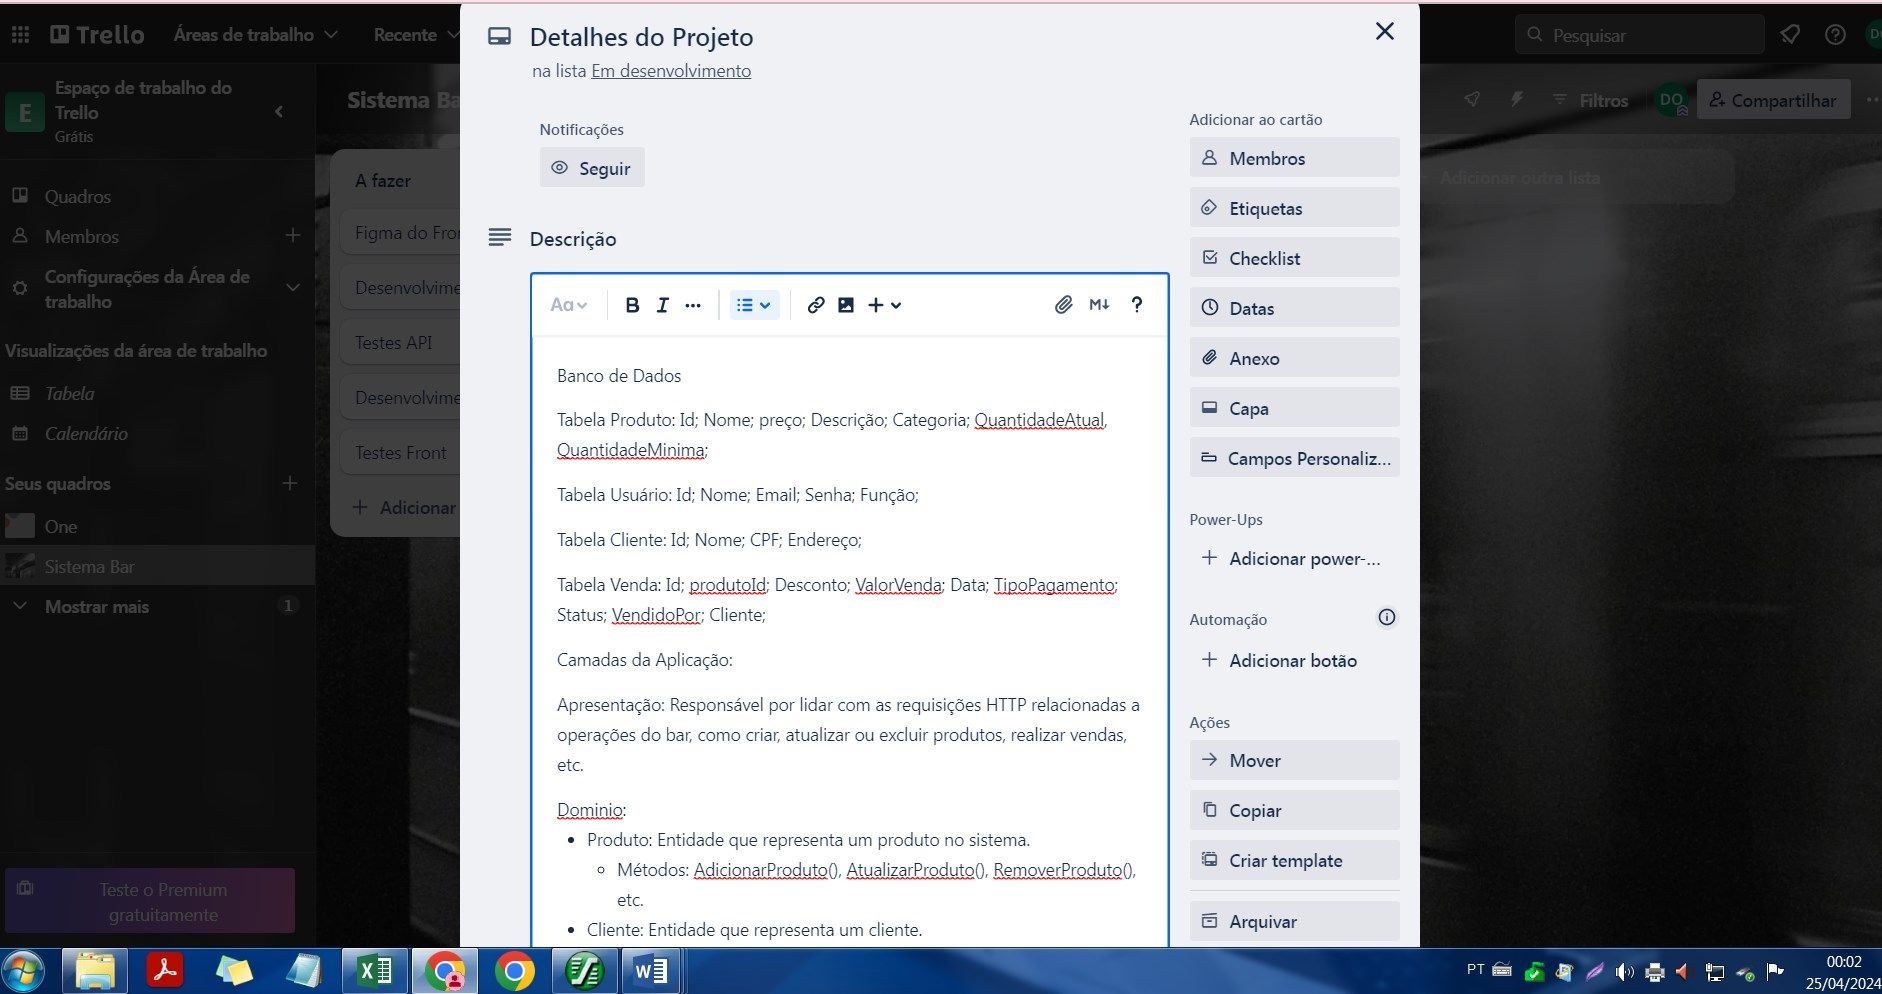 Trello
Áreas de trabalho
Recente
Pesquisar
Espaço de trabalho do
Trello
Grátis
E
Quadros
Membros
Configurações da Área de
trabalho
Visualizações da área de trabalho
Tabela
Calendário
Seus quadros
One
Sistema Bar
Mostrar mais
1
Teste o Premium
gratuitamente
Sistema Ba
Filtros
DO
Compartilhar
A fazer
Figma do Fro
Desenvolvime
Testes API
Desenvolvime
Testes Front
Adicionar
Adicionar outra lista
Detalhes do Projeto
na lista Em desenvolvimento
Notificações
Seguir
Descrição
Aa
B I
M↓ ?
Banco de Dados
Tabela Produto: Id; Nome; preço; Descrição; Categoria; QuantidadeAtual,
QuantidadeMinima;
Tabela Usuário: Id; Nome; Email; Senha; Função;
Tabela Cliente: Id; Nome; CPF; Endereço;
Tabela Venda: Id; produtoId; Desconto; ValorVenda; Data; TipoPagamento;
Status; VendidoPor; Cliente;
Camadas da Aplicação:
Apresentação: Responsável por lidar com as requisições HTTP relacionadas a
operações do bar, como criar, atualizar ou excluir produtos, realizar vendas,
etc.
Dominio:
Produto: Entidade que representa um produto no sistema.
Métodos: AdicionarProduto(), AtualizarProduto(), RemoverProduto(),
etc.
Cliente: Entidade que representa um cliente.
Adicionar ao cartão
Membros
Etiquetas
Checklist
Datas
Anexo
Capa
Campos Personaliz...
Power-Ups
Adicionar power-...
Automação
Adicionar botão
Ações
Mover
Copiar
Criar template
Arquivar
PT
00:02
25/04/2024